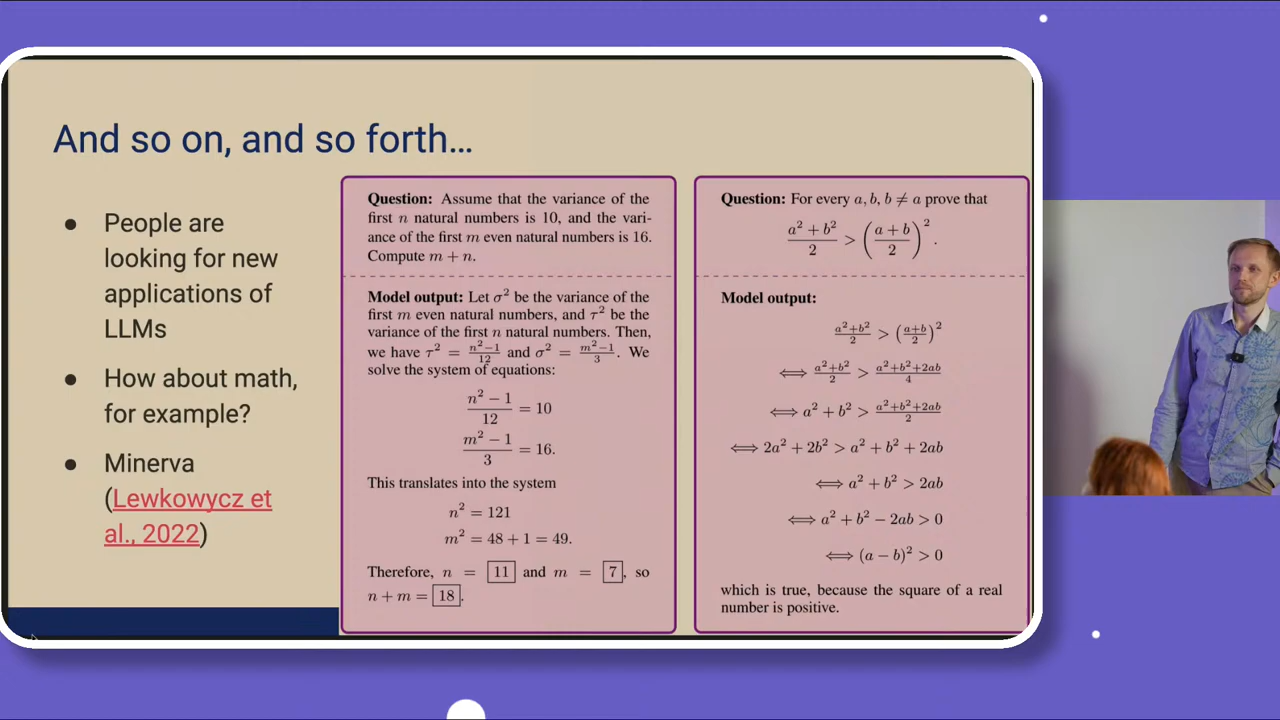 And so on, and so forth…
● People are
looking for new
applications of
LLMs
● How about math,
for example?
● Minerva
(Lewkowycz et
al., 2022)
Question: Assume that the variance of the
first n natural numbers is 10, and the vari-
ance of the first m even natural numbers is 16.
Compute m + n.
Model output: Let σ² be the variance of the
first m even natural numbers, and τ² be the
variance of the first n natural numbers. Then,
we have τ² = (n²−1)/12 and σ² = (m²−1)/3. We
solve the system of equations:
(n² − 1)/12 = 10
(m² − 1)/3 = 16.
This translates into the system
n² = 121
m² = 48 + 1 = 49.
Therefore, n = 11 and m = 7, so
n + m = 18.
Question: For every a, b, b ≠ a prove that
(a² + b²)/2 > ((a + b)/2)².
Model output:
(a²+b²)/2 > ((a+b)/2)²
⟺ (a²+b²)/2 > (a²+b²+2ab)/4
⟺ a² + b² > (a²+b²+2ab)/2
⟺ 2a² + 2b² > a² + b² + 2ab
⟺ a² + b² > 2ab
⟺ a² + b² − 2ab > 0
⟺ (a − b)² > 0
which is true, because the square of a real
number is positive.